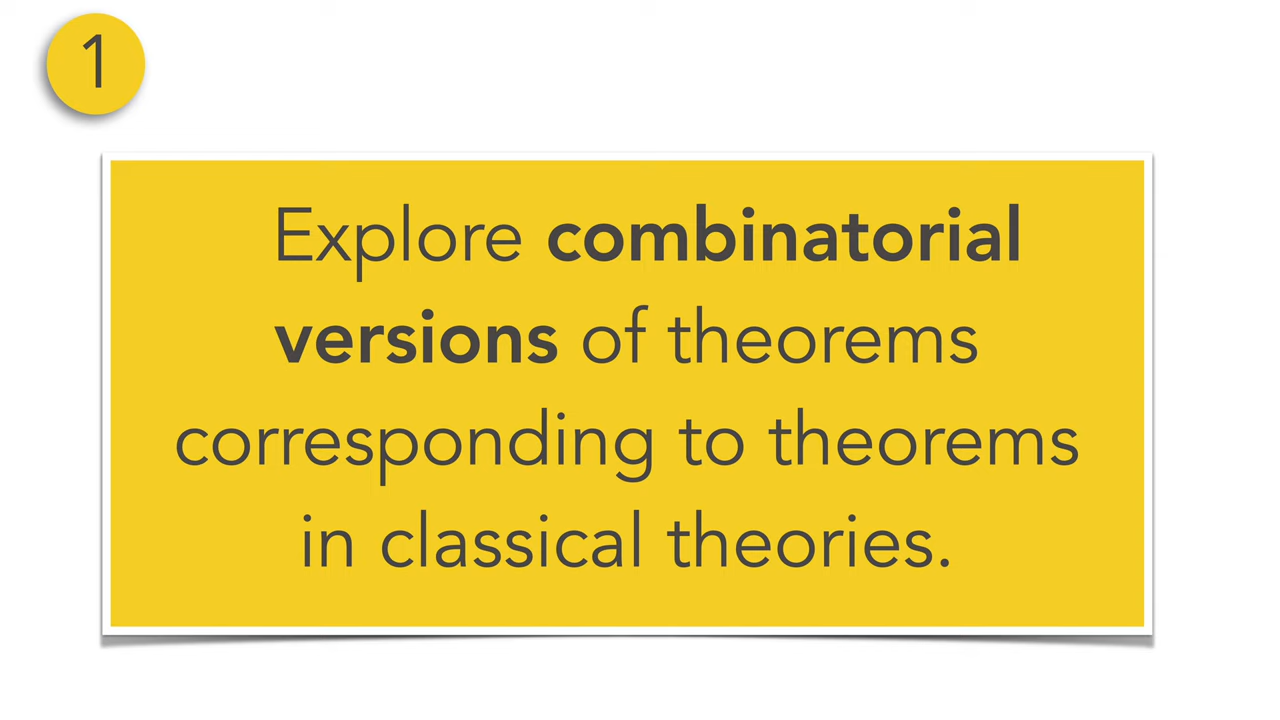 1
Explore combinatorial
versions of theorems
corresponding to theorems
in classical theories.